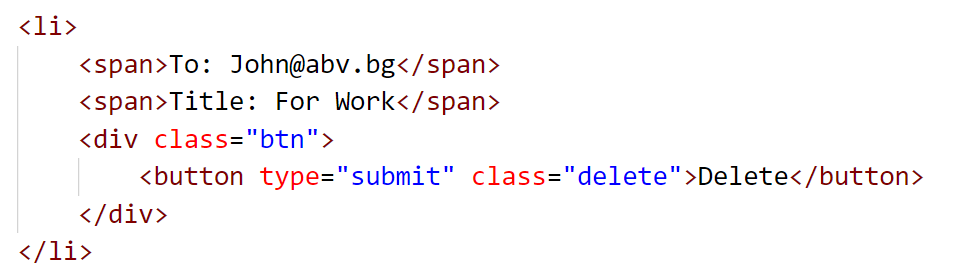 <li>
<span>To: John@abv.bg</span>
<span>Title: For Work</span>
<div class="btn">
<button type="submit" class="delete">Delete</button>
</div>
</li>